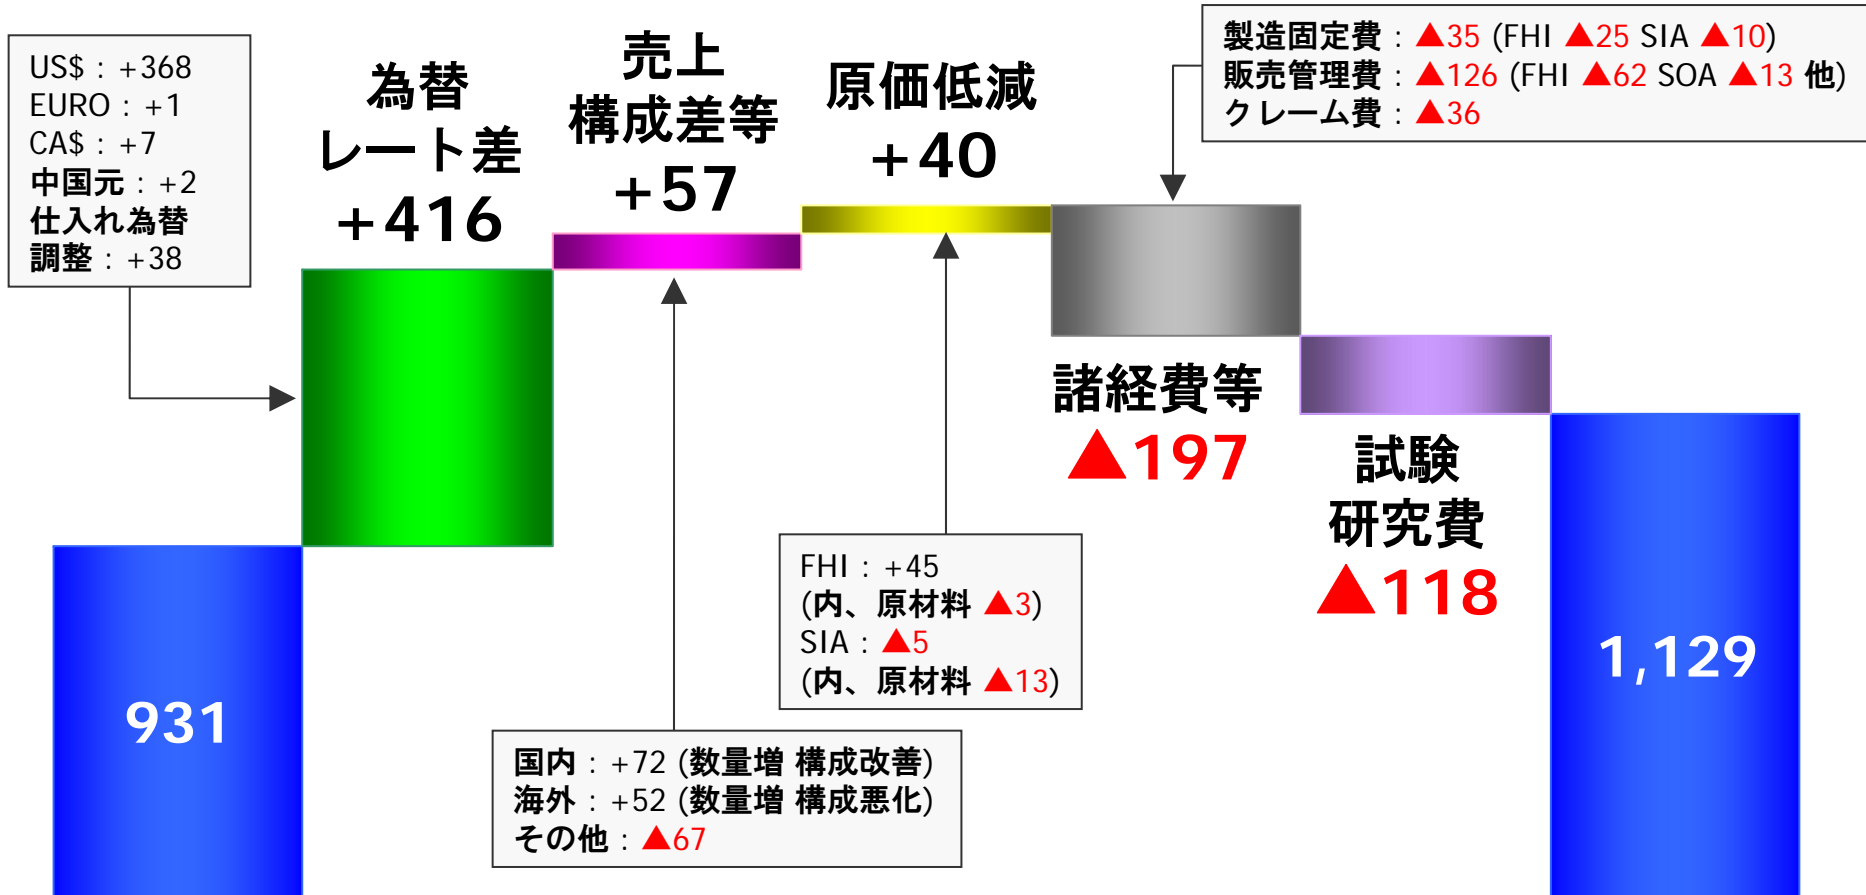 US$ : +368
EURO : +1
CA$ : +7
中国元 : +2
仕入れ為替
調整 : +38
為替
レート差
+416
売上
構成差等
+57
原価低減
+40
製造固定費 : ▲35 (FHI ▲25 SIA ▲10)
販売管理費 : ▲126 (FHI ▲62 SOA ▲13 他)
クレーム費 : ▲36
諸経費等
▲197
試験
研究費
▲118
FHI : +45
(内、原材料 ▲3)
SIA : ▲5
(内、原材料 ▲13)
国内 : +72 (数量増 構成改善)
海外 : +52 (数量増 構成悪化)
その他 : ▲67
931
1,129